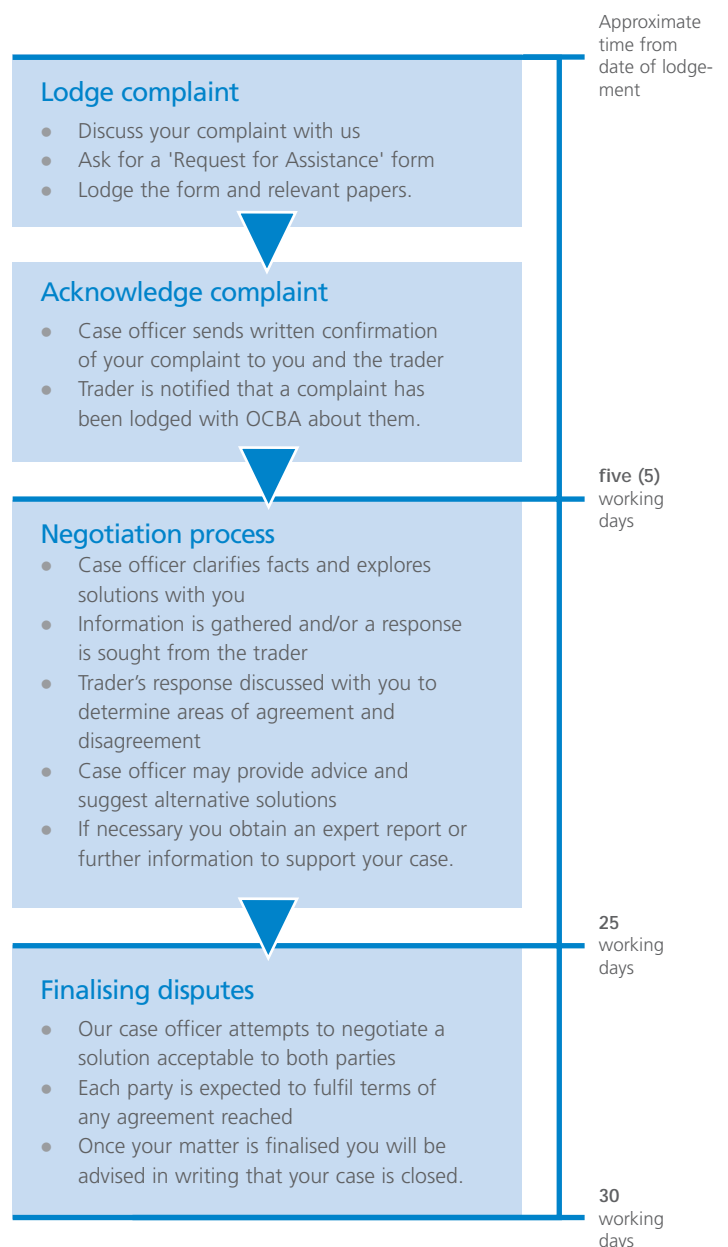 Approximate
time from
date of lodge-
ment
Lodge complaint
● Discuss your complaint with us
● Ask for a 'Request for Assistance' form
● Lodge the form and relevant papers.
Acknowledge complaint
● Case officer sends written confirmation
of your complaint to you and the trader
● Trader is notified that a complaint has
been lodged with OCBA about them.
five (5)
working
days
Negotiation process
● Case officer clarifies facts and explores
solutions with you
● Information is gathered and/or a response
is sought from the trader
● Trader’s response discussed with you to
determine areas of agreement and
disagreement
● Case officer may provide advice and
suggest alternative solutions
● If necessary you obtain an expert report or
further information to support your case.
25
working
days
Finalising disputes
● Our case officer attempts to negotiate a
solution acceptable to both parties
● Each party is expected to fulfil terms of
any agreement reached
● Once your matter is finalised you will be
advised in writing that your case is closed.
30
working
days